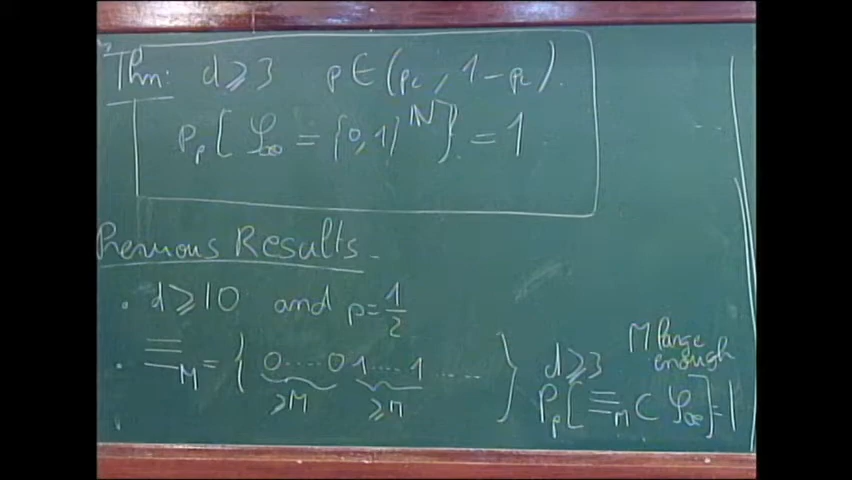 Thm: d ⩾ 3 p ∈ (pc, 1 - pc).
Pp[ 𝒮∞ = {0,1}^ℕ ] = 1
Previous Results.
• d ⩾ 10 and p = 1/2
• Ξ_M = { 0....0 1....1 ..... }
⩾M ⩾M
d ⩾ 3 M large enough
Pp[ Ξ_M ⊂ 𝒮∞ ] = 1